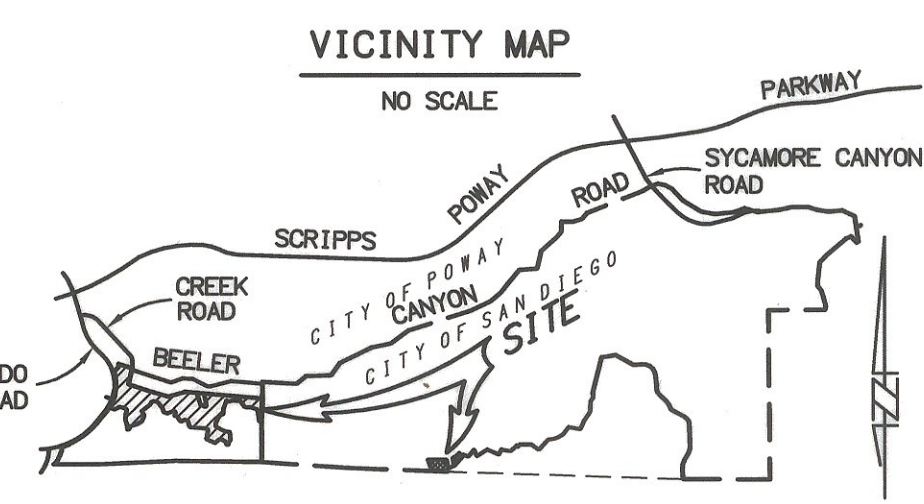 VICINITY MAP
NO SCALE
PARKWAY
SYCAMORE CANYON
ROAD
ROAD
POWAY
SCRIPPS
CITY OF POWAY
CANYON
CITY OF SAN DIEGO
SITE
CREEK
ROAD
BEELER
DO
AD
N